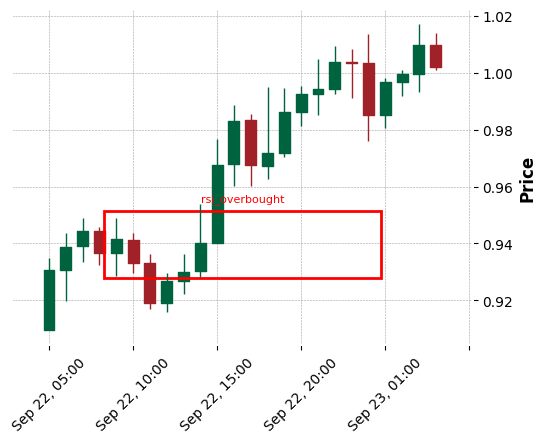 1.02
1.00
0.98
0.96
0.94
0.92
Price
rsi_overbought
Sep 22, 05:00
Sep 22, 10:00
Sep 22, 15:00
Sep 22, 20:00
Sep 23, 01:00